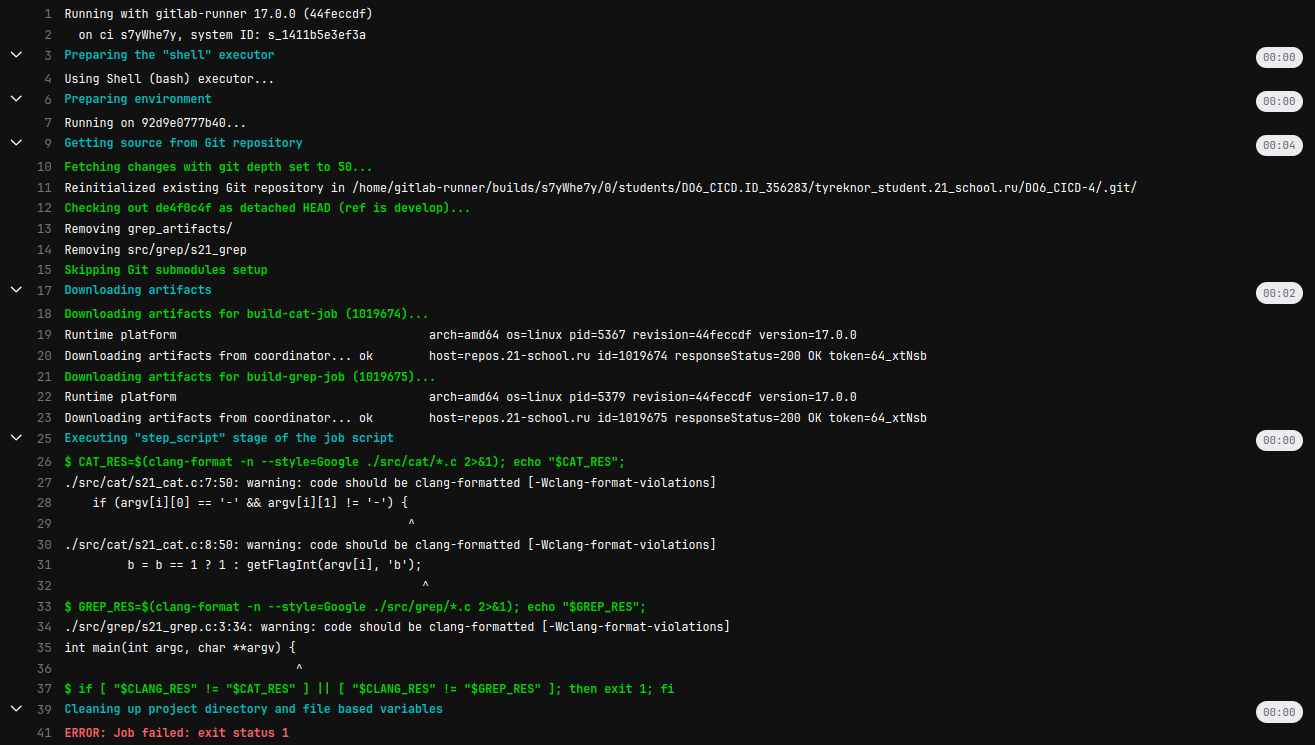 1 Running with gitlab-runner 17.0.0 (44feccdf)
2 on ci s7yWhe7y, system ID: s_1411b5e3ef3a
3 Preparing the "shell" executor 00:00
4 Using Shell (bash) executor...
6 Preparing environment 00:00
7 Running on 92d9e0777b40...
9 Getting source from Git repository 00:04
10 Fetching changes with git depth set to 50...
11 Reinitialized existing Git repository in /home/gitlab-runner/builds/s7yWhe7y/0/students/DO6_CICD.ID_356283/tyreknor_student.21_school.ru/DO6_CICD-4/.git/
12 Checking out de4f0c4f as detached HEAD (ref is develop)...
13 Removing grep_artifacts/
14 Removing src/grep/s21_grep
15 Skipping Git submodules setup
17 Downloading artifacts 00:02
18 Downloading artifacts for build-cat-job (1019674)...
19 Runtime platform arch=amd64 os=linux pid=5367 revision=44feccdf version=17.0.0
20 Downloading artifacts from coordinator... ok host=repos.21-school.ru id=1019674 responseStatus=200 OK token=64_xtNsb
21 Downloading artifacts for build-grep-job (1019675)...
22 Runtime platform arch=amd64 os=linux pid=5379 revision=44feccdf version=17.0.0
23 Downloading artifacts from coordinator... ok host=repos.21-school.ru id=1019675 responseStatus=200 OK token=64_xtNsb
25 Executing "step_script" stage of the job script 00:00
26 $ CAT_RES=$(clang-format -n --style=Google ./src/cat/*.c 2>&1); echo "$CAT_RES";
27 ./src/cat/s21_cat.c:7:50: warning: code should be clang-formatted [-Wclang-format-violations]
28 if (argv[i][0] == '-' && argv[i][1] != '-') {
29 ^
30 ./src/cat/s21_cat.c:8:50: warning: code should be clang-formatted [-Wclang-format-violations]
31 b = b == 1 ? 1 : getFlagInt(argv[i], 'b');
32 ^
33 $ GREP_RES=$(clang-format -n --style=Google ./src/grep/*.c 2>&1); echo "$GREP_RES";
34 ./src/grep/s21_grep.c:3:34: warning: code should be clang-formatted [-Wclang-format-violations]
35 int main(int argc, char **argv) {
36 ^
37 $ if [ "$CLANG_RES" != "$CAT_RES" ] || [ "$CLANG_RES" != "$GREP_RES" ]; then exit 1; fi
39 Cleaning up project directory and file based variables 00:00
41 ERROR: Job failed: exit status 1